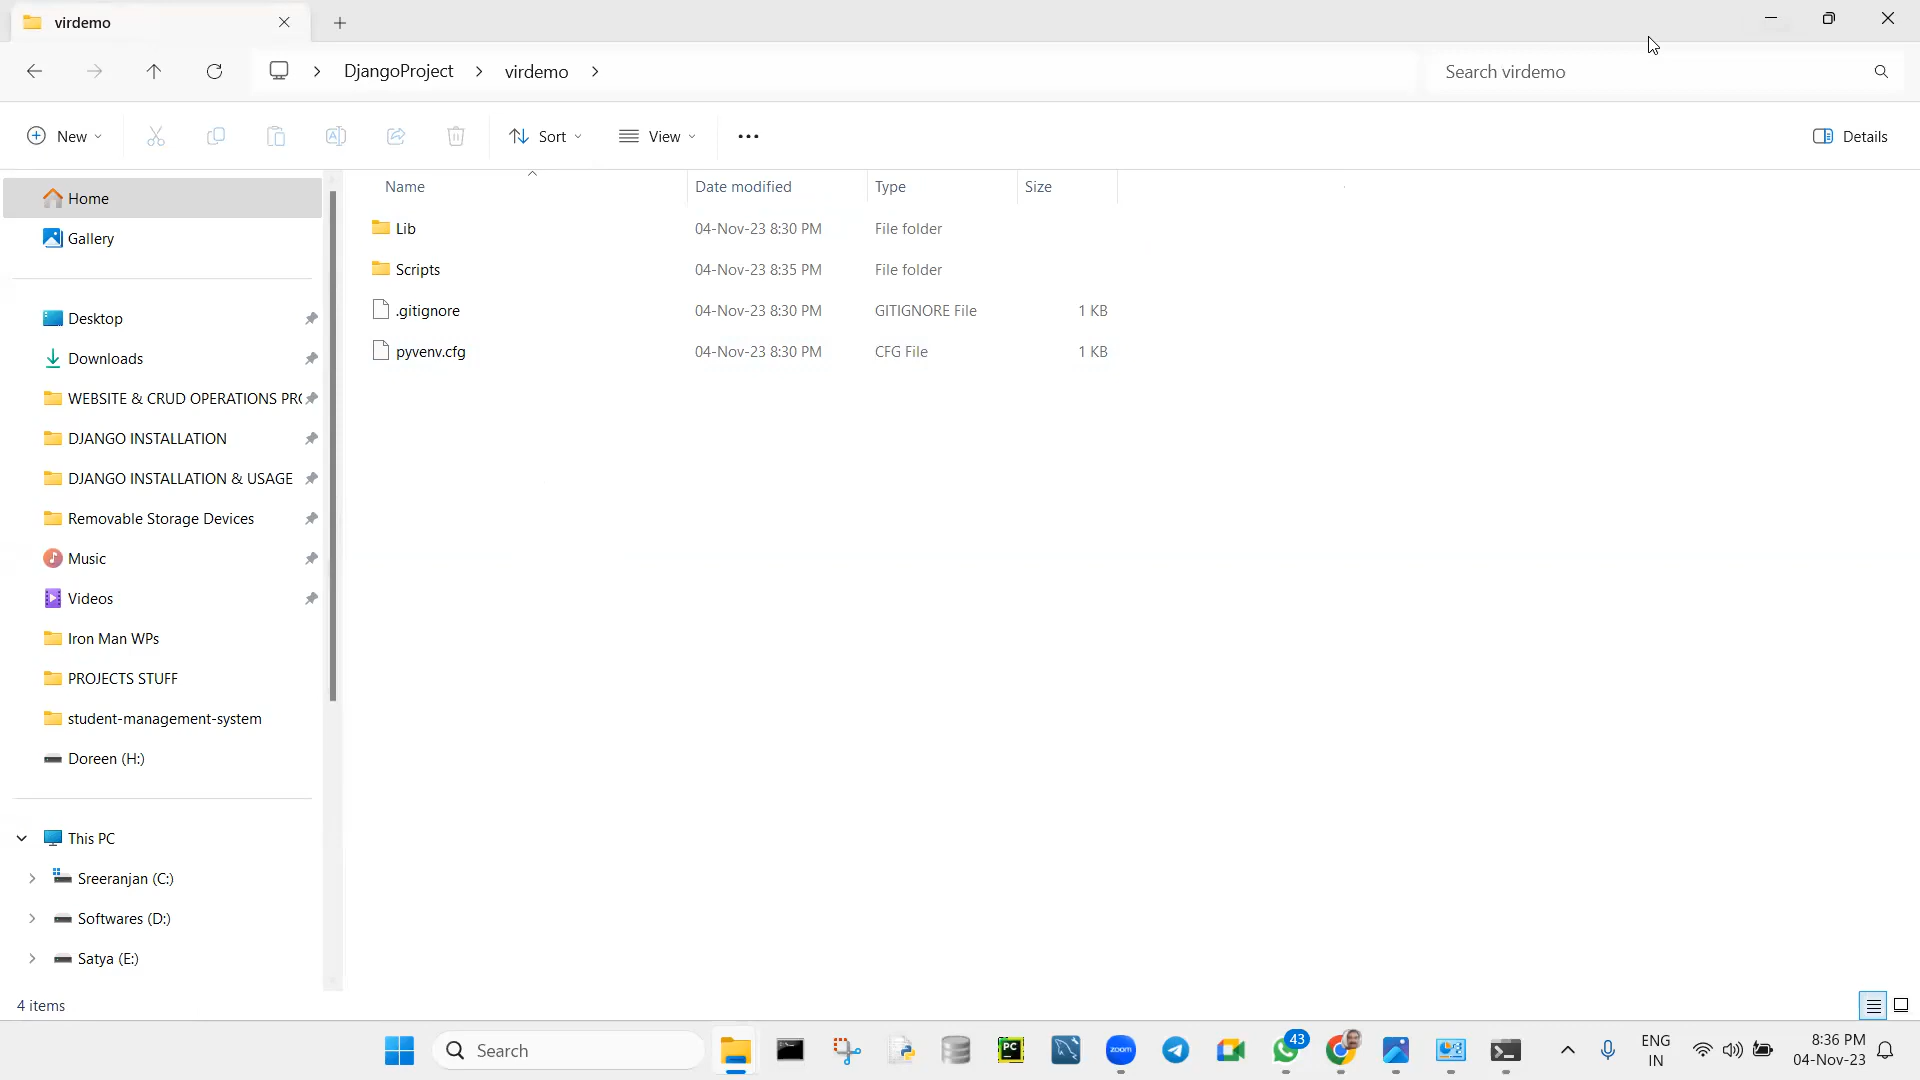 virdemo
DjangoProject
virdemo
Search virdemo
New
Sort
View
Details
Name
Date modified
Type
Size
Lib
04-Nov-23 8:30 PM
File folder
Scripts
04-Nov-23 8:35 PM
File folder
.gitignore
04-Nov-23 8:30 PM
GITIGNORE File
1 KB
pyvenv.cfg
04-Nov-23 8:30 PM
CFG File
1 KB
Home
Gallery
Desktop
Downloads
WEBSITE & CRUD OPERATIONS PR
DJANGO INSTALLATION
DJANGO INSTALLATION & USAGE
Removable Storage Devices
Music
Videos
Iron Man WPs
PROJECTS STUFF
student-management-system
Doreen (H:)
This PC
Sreeranjan (C:)
Softwares (D:)
Satya (E:)
4 items
Search
PC
zoom
43
ENG
IN
8:36 PM
04-Nov-23